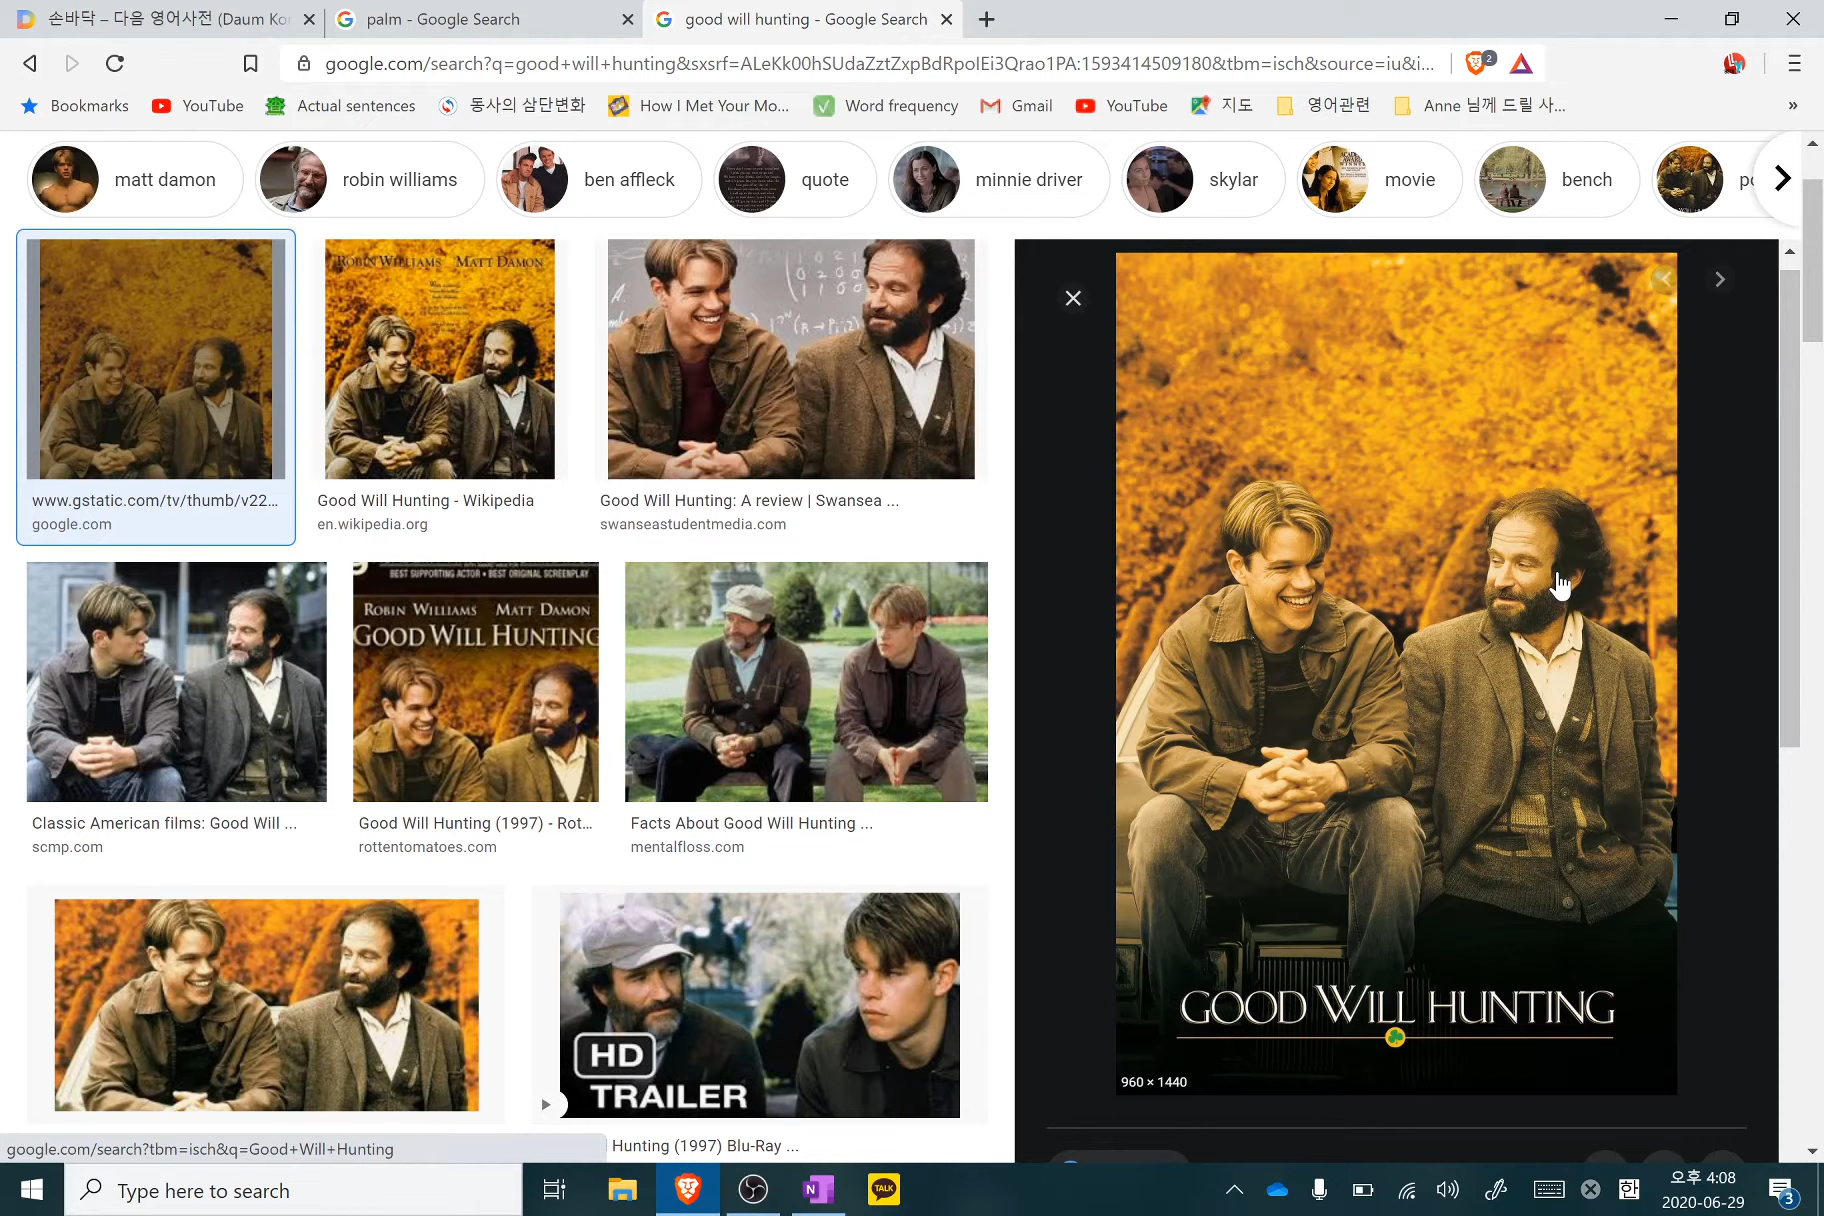 손바닥 – 다음 영어사전 (Daum Kor
palm - Google Search
good will hunting - Google Search
google.com/search?q=good+will+hunting&sxsrf=ALeKk00hSUdaZztZxpBdRpoIEi3Qrao1PA:1593414509180&tbm=isch&source=iu&i...
2
Bookmarks
YouTube
Actual sentences
동사의 삼단변화
How I Met Your Mo...
Word frequency
Gmail
YouTube
지도
영어관련
Anne 님께 드릴 사...
»
matt damon
robin williams
ben affleck
quote
minnie driver
skylar
movie
bench
ROBIN WILLIAMS MATT DAMON
www.gstatic.com/tv/thumb/v22...
google.com
Good Will Hunting - Wikipedia
en.wikipedia.org
Good Will Hunting: A review | Swansea ...
swanseastudentmedia.com
BEST SUPPORTING ACTOR • BEST ORIGINAL SCREENPLAY
ROBIN WILLIAMS MATT DAMON
GOOD WILL HUNTING
Classic American films: Good Will ...
scmp.com
Good Will Hunting (1997) - Rot...
rottentomatoes.com
Facts About Good Will Hunting ...
mentalfloss.com
HD
TRAILER
Hunting (1997) Blu-Ray ...
GOOD WILL HUNTING
960 × 1440
google.com/search?tbm=isch&q=Good+Will+Hunting
Type here to search
N
TALK
한
오후 4:08
2020-06-29
3